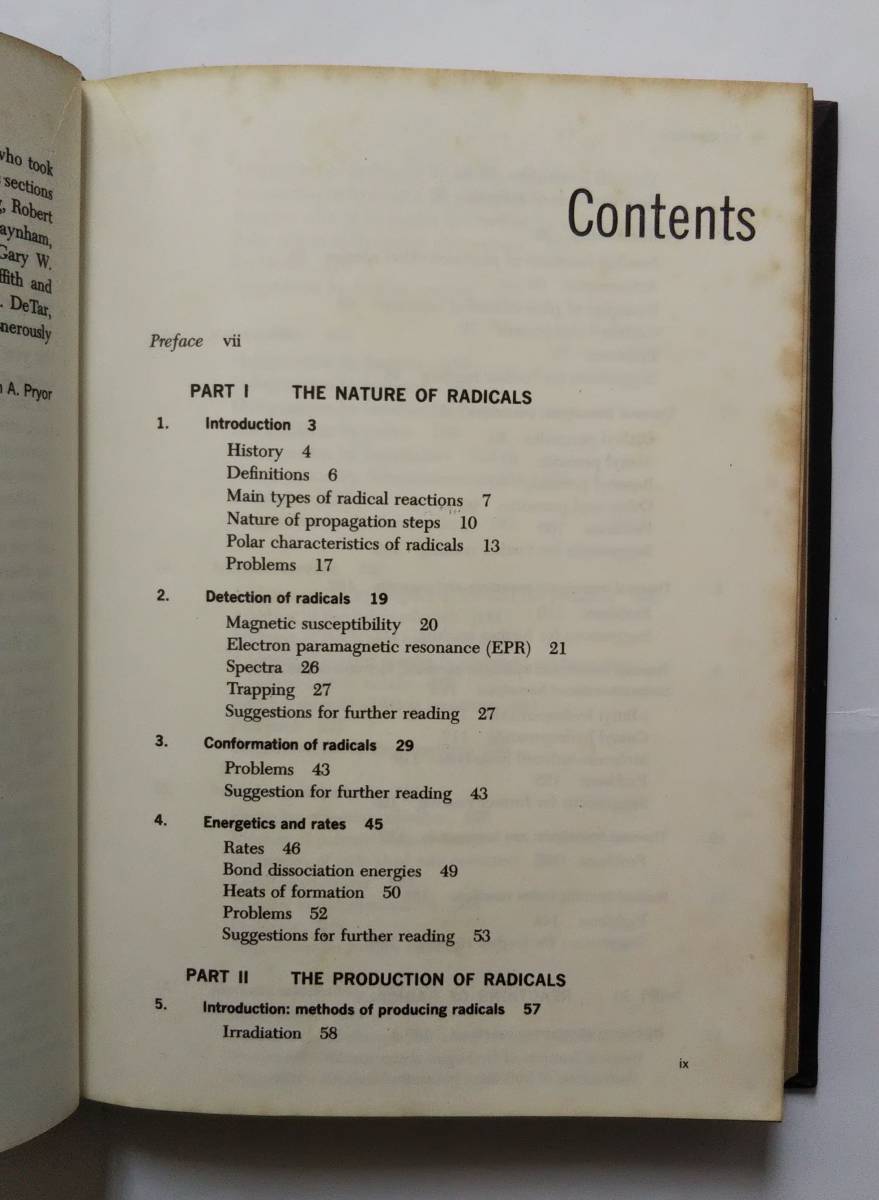 who took
sections
, Robert
aynham,
Gary W.
ffith and
. DeTar,
nerously
A. Pryor
Contents
Preface vii
PART I THE NATURE OF RADICALS
1. Introduction 3
History 4
Definitions 6
Main types of radical reactions 7
Nature of propagation steps 10
Polar characteristics of radicals 13
Problems 17
2. Detection of radicals 19
Magnetic susceptibility 20
Electron paramagnetic resonance (EPR) 21
Spectra 26
Trapping 27
Suggestions for further reading 27
3. Conformation of radicals 29
Problems 43
Suggestion for further reading 43
4. Energetics and rates 45
Rates 46
Bond dissociation energies 49
Heats of formation 50
Problems 52
Suggestions for further reading 53
PART II THE PRODUCTION OF RADICALS
5. Introduction: methods of producing radicals 57
Irradiation 58
ix